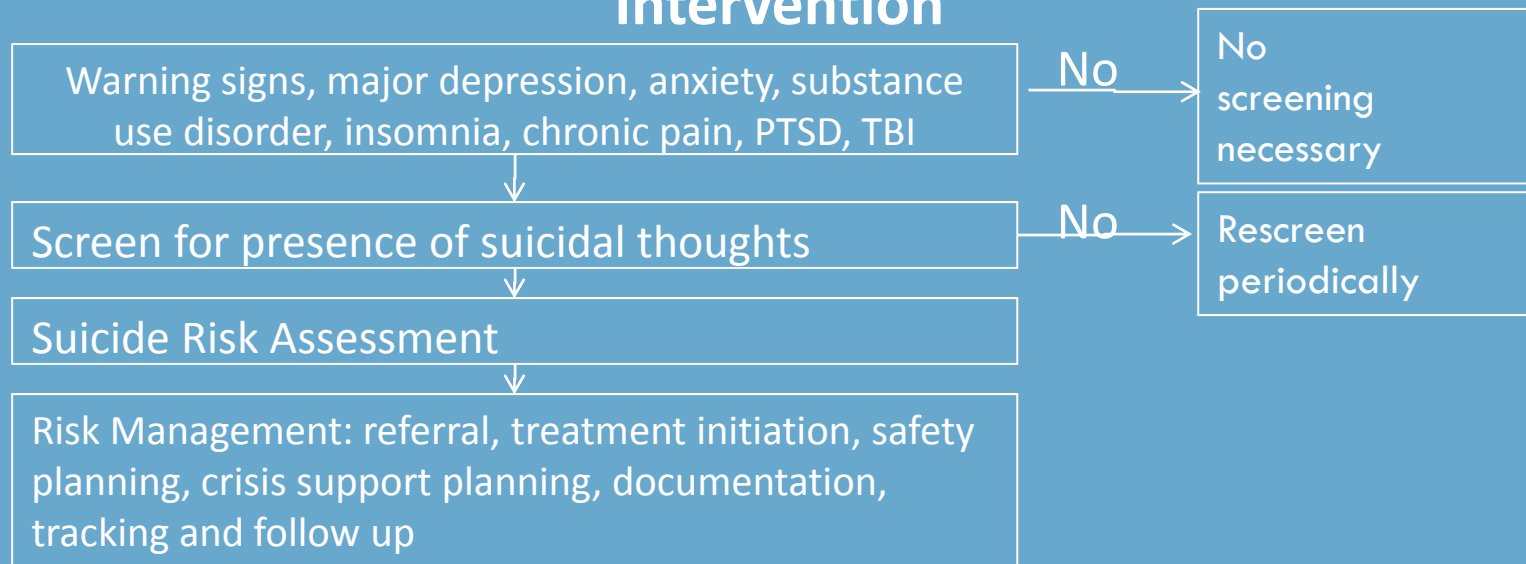 Intervention
Warning signs, major depression, anxiety, substance
use disorder, insomnia, chronic pain, PTSD, TBI
No
No
screening
necessary
Screen for presence of suicidal thoughts
No
Rescreen
periodically
Suicide Risk Assessment
Risk Management: referral, treatment initiation, safety
planning, crisis support planning, documentation,
tracking and follow up